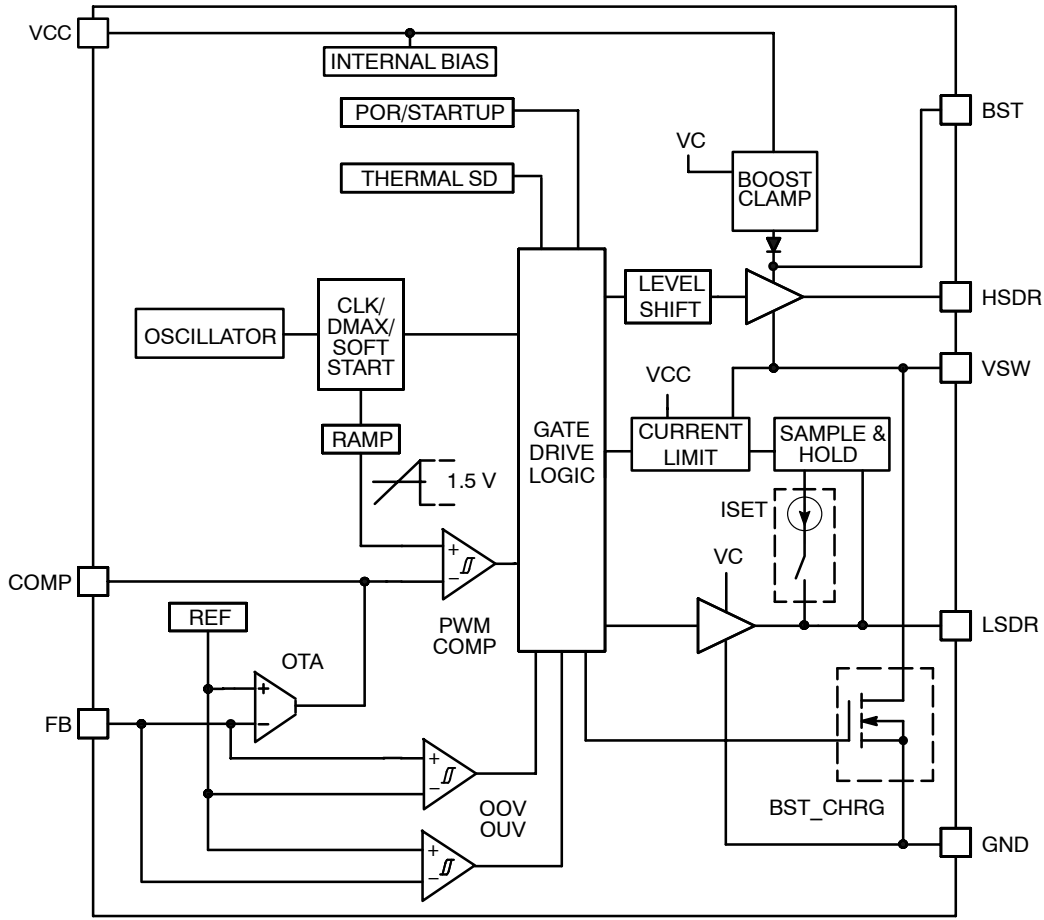 VCC
INTERNAL BIAS
POR/STARTUP
BST
VC
THERMAL SD
BOOST
CLAMP
OSCILLATOR
CLK/
DMAX/
SOFT
START
LEVEL
SHIFT
HSDR
VSW
VCC
RAMP
GATE
DRIVE
LOGIC
CURRENT
LIMIT
SAMPLE &
HOLD
1.5 V
ISET
+
−
COMP
VC
REF
PWM
COMP
LSDR
OTA
+
−
FB
+
−
OOV
OUV
BST_CHRG
+
−
GND